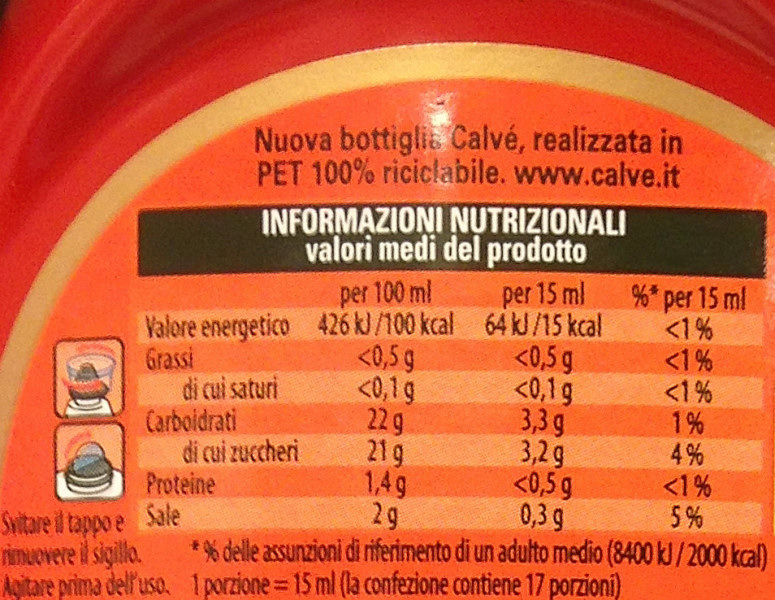 Nuova bottiglia Calvé, realizzata in
PET 100% riciclabile. www.calve.it
INFORMAZIONI NUTRIZIONALI
valori medi del prodotto
per 100 ml per 15 ml %* per 15 ml
Valore energetico 426 kJ/100 kcal 64 kJ/15 kcal <1%
Grassi <0,5 g <0,5 g <1%
di cui saturi <0,1 g <0,1 g <1%
Carboidrati 22 g 3,3 g 1%
di cui zuccheri 21 g 3,2 g 4%
Proteine 1,4 g <0,5 g <1%
Sale 2 g 0,3 g 5%
Svitare il tappo e
rimuovere il sigillo.
Agitare prima dell'uso.
*% delle assunzioni di riferimento di un adulto medio (8400 kJ / 2000 kcal)
1 porzione = 15 ml (la confezione contiene 17 porzioni)